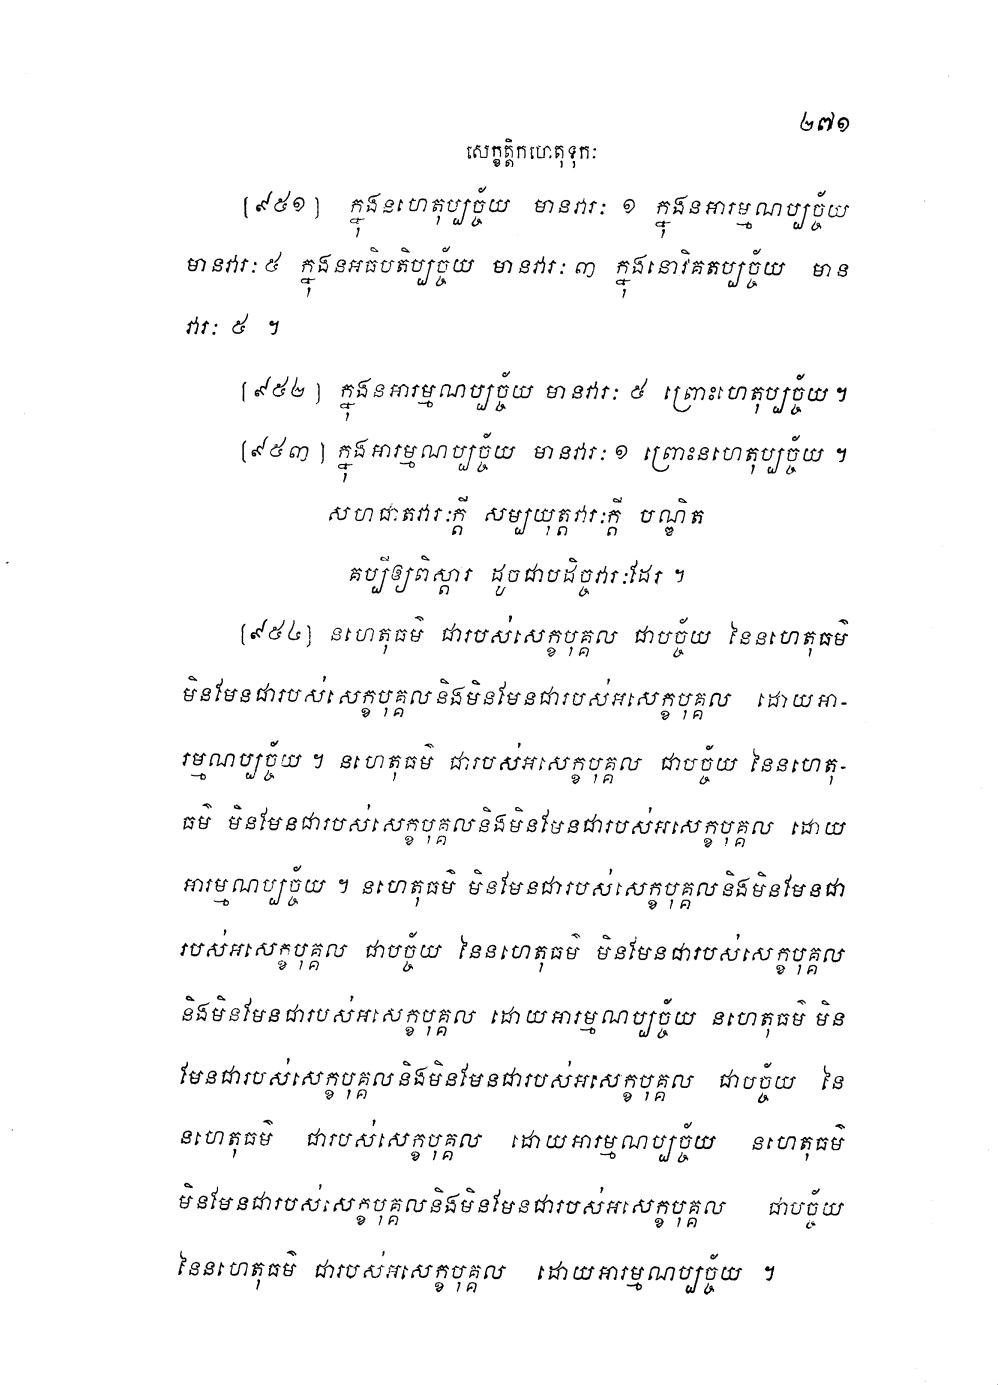 ២៧១
សេក្ខត្តិកហេតុទុកៈ
[៩៥១] ក្នុងនហេតុប្បច្ច័យ មានវារៈ ១ ក្នុងនអារម្មណប្បច្ច័យ
មានវារៈ ៥ ក្នុងនអធិបតិប្បច្ច័យ មានវារៈ ៣ ក្នុងនោវិគតប្បច្ច័យ មាន
វារៈ ៥ ។
[៩៥២] ក្នុងនអារម្មណប្បច្ច័យ មានវារៈ ៥ ព្រោះហេតុប្បច្ច័យ ។
[៩៥៣] ក្នុងអារម្មណប្បច្ច័យ មានវារៈ ១ ព្រោះនហេតុប្បច្ច័យ ។
សហជាតវារៈក្តី សម្បយុត្តវារៈក្តី បណ្ឌិត
គប្បីឲ្យពិស្តារ ដូចជាបដិច្ចវារៈដែរ ។
[៩៥៤] នហេតុធម៌ ជារបស់សេក្ខបុគ្គល ជាបច្ច័យ នៃនហេតុធម៌
មិនមែនជារបស់សេក្ខបុគ្គលនិងមិនមែនជារបស់អសេក្ខបុគ្គល ដោយអា-
រម្មណប្បច្ច័យ ។ នហេតុធម៌ ជារបស់អសេក្ខបុគ្គល ជាបច្ច័យ នៃនហេតុ-
ធម៌ មិនមែនជារបស់សេក្ខបុគ្គលនិងមិនមែនជារបស់អសេក្ខបុគ្គល ដោយ
អារម្មណប្បច្ច័យ ។ នហេតុធម៌ មិនមែនជារបស់សេក្ខបុគ្គលនិងមិនមែនជា
របស់អសេក្ខបុគ្គល ជាបច្ច័យ នៃនហេតុធម៌ មិនមែនជារបស់សេក្ខបុគ្គល
និងមិនមែនជារបស់អសេក្ខបុគ្គល ដោយអារម្មណប្បច្ច័យ នហេតុធម៌ មិន
មែនជារបស់សេក្ខបុគ្គលនិងមិនមែនជារបស់អសេក្ខបុគ្គល ជាបច្ច័យ នៃ
នហេតុធម៌ ជារបស់សេក្ខបុគ្គល ដោយអារម្មណប្បច្ច័យ នហេតុធម៌
មិនមែនជារបស់សេក្ខបុគ្គលនិងមិនមែនជារបស់អសេក្ខបុគ្គល ជាបច្ច័យ
នៃនហេតុធម៌ ជារបស់អសេក្ខបុគ្គល ដោយអារម្មណប្បច្ច័យ ។